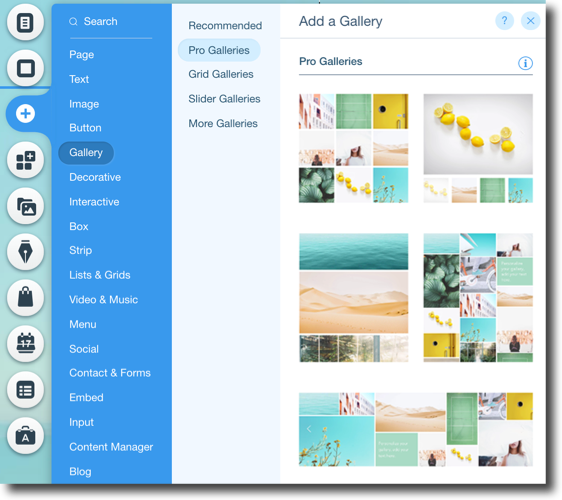 Search
Page
Text
Image
Button
Gallery
Decorative
Interactive
Box
Strip
Lists & Grids
Video & Music
Menu
Social
Contact & Forms
Embed
Input
Content Manager
Blog
Recommended
Pro Galleries
Grid Galleries
Slider Galleries
More Galleries
Add a Gallery
?
Pro Galleries
A